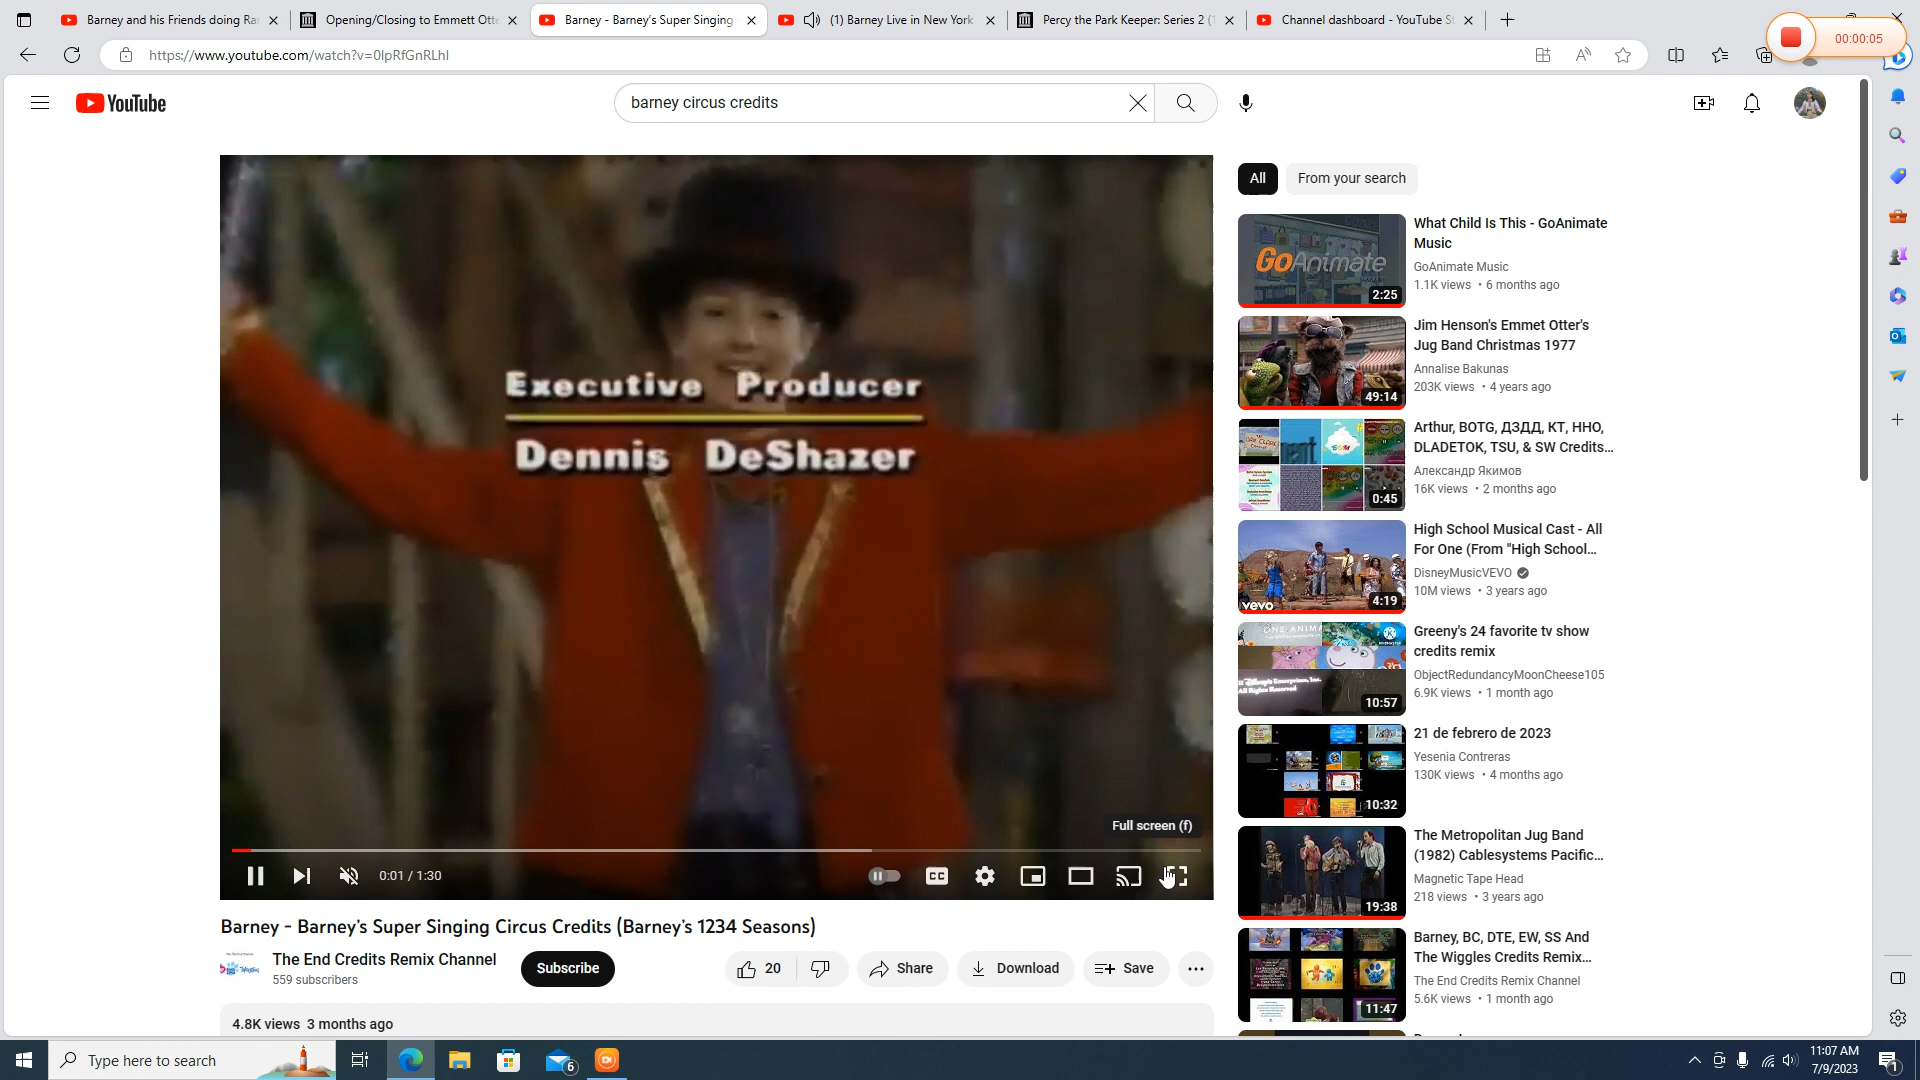 Barney and his Friends doing Ra
Opening/Closing to Emmett Otte
Barney - Barney's Super Singing
(1) Barney Live in New York
Percy the Park Keeper: Series 2 (
Channel dashboard - YouTube S
00:00:05
https://www.youtube.com/watch?v=0lpRfGnRLhI
YouTube
barney circus credits
Executive Producer
Dennis DeShazer
Full screen (f)
0:01 / 1:30
CC
Barney - Barney's Super Singing Circus Credits (Barney's 1234 Seasons)
The End Credits Remix Channel
559 subscribers
Subscribe
20
Share
Download
Save
4.8K views 3 months ago
All
From your search
GoAnimate
2:25
What Child Is This - GoAnimate
Music
GoAnimate Music
1.1K views • 6 months ago
49:14
Jim Henson's Emmet Otter's
Jug Band Christmas 1977
Annalise Bakunas
203K views • 4 years ago
0:45
Arthur, BOTG, ДЗДД, KT, HHO,
DLADETOK, TSU, & SW Credits...
Александр Якимов
16K views • 2 months ago
vevo
4:19
High School Musical Cast - All
For One (From "High School...
DisneyMusicVEVO
10M views • 3 years ago
10:57
Greeny's 24 favorite tv show
credits remix
ObjectRedundancyMoonCheese105
6.9K views • 1 month ago
10:32
21 de febrero de 2023
Yesenia Contreras
130K views • 4 months ago
19:38
The Metropolitan Jug Band
(1982) Cablesystems Pacific...
Magnetic Tape Head
218 views • 3 years ago
11:47
Barney, BC, DTE, EW, SS And
The Wiggles Credits Remix...
The End Credits Remix Channel
5.6K views • 1 month ago
Type here to search
6
11:07 AM
7/9/2023
1